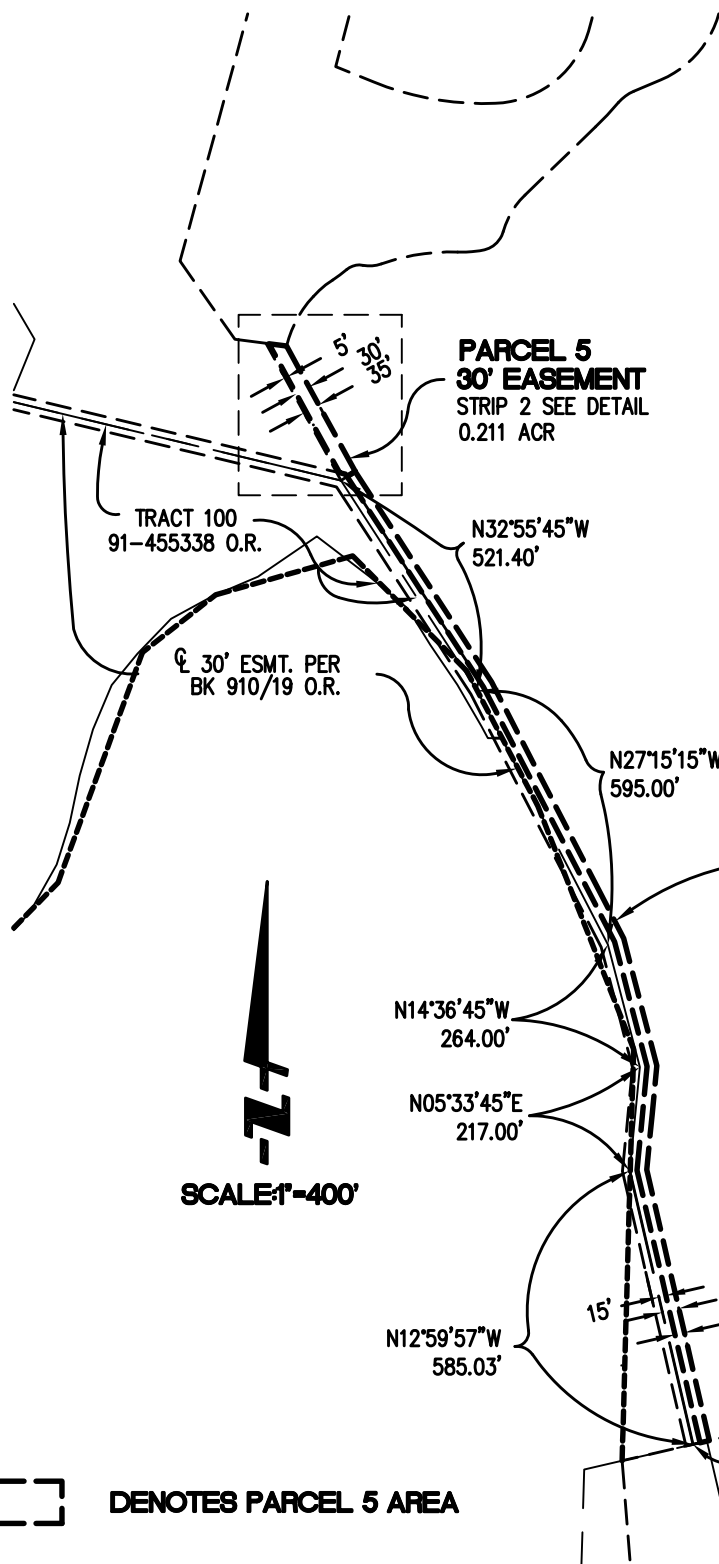 5'
30'
35'
PARCEL 5
30' EASEMENT
STRIP 2 SEE DETAIL
0.211 ACR
TRACT 100
91-455338 O.R.
N32°55'45"W
521.40'
℄ 30' ESMT. PER
BK 910/19 O.R.
N27°15'15"W
595.00'
N14°36'45"W
264.00'
N05°33'45"E
217.00'
SCALE:1"=400'
15'
N12°59'57"W
585.03'
DENOTES PARCEL 5 AREA